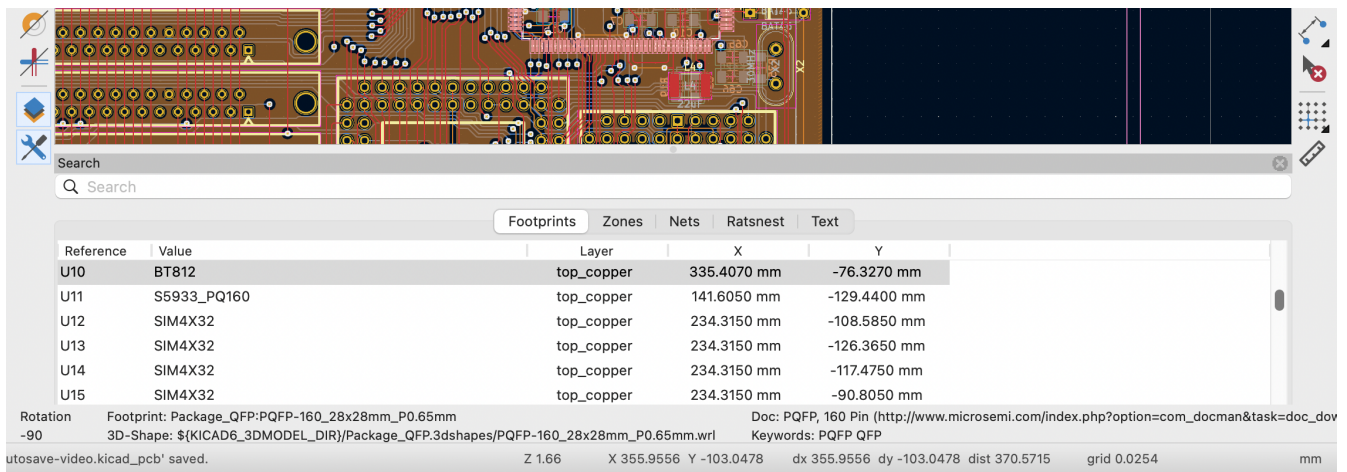 X2
L4
22uF
Search
Search
Footprints Zones Nets Ratsnest Text
Reference Value Layer X Y
U10 BT812 top_copper 335.4070 mm -76.3270 mm
U11 S5933_PQ160 top_copper 141.6050 mm -129.4400 mm
U12 SIM4X32 top_copper 234.3150 mm -108.5850 mm
U13 SIM4X32 top_copper 234.3150 mm -126.3650 mm
U14 SIM4X32 top_copper 234.3150 mm -117.4750 mm
U15 SIM4X32 top_copper 234.3150 mm -90.8050 mm
Rotation Footprint: Package_QFP:PQFP-160_28x28mm_P0.65mm Doc: PQFP, 160 Pin (http://www.microsemi.com/index.php?option=com_docman&task=doc_dow
-90 3D-Shape: ${KICAD6_3DMODEL_DIR}/Package_QFP.3dshapes/PQFP-160_28x28mm_P0.65mm.wrl Keywords: PQFP QFP
utosave-video.kicad_pcb' saved. Z 1.66 X 355.9556 Y -103.0478 dx 355.9556 dy -103.0478 dist 370.5715 grid 0.0254 mm